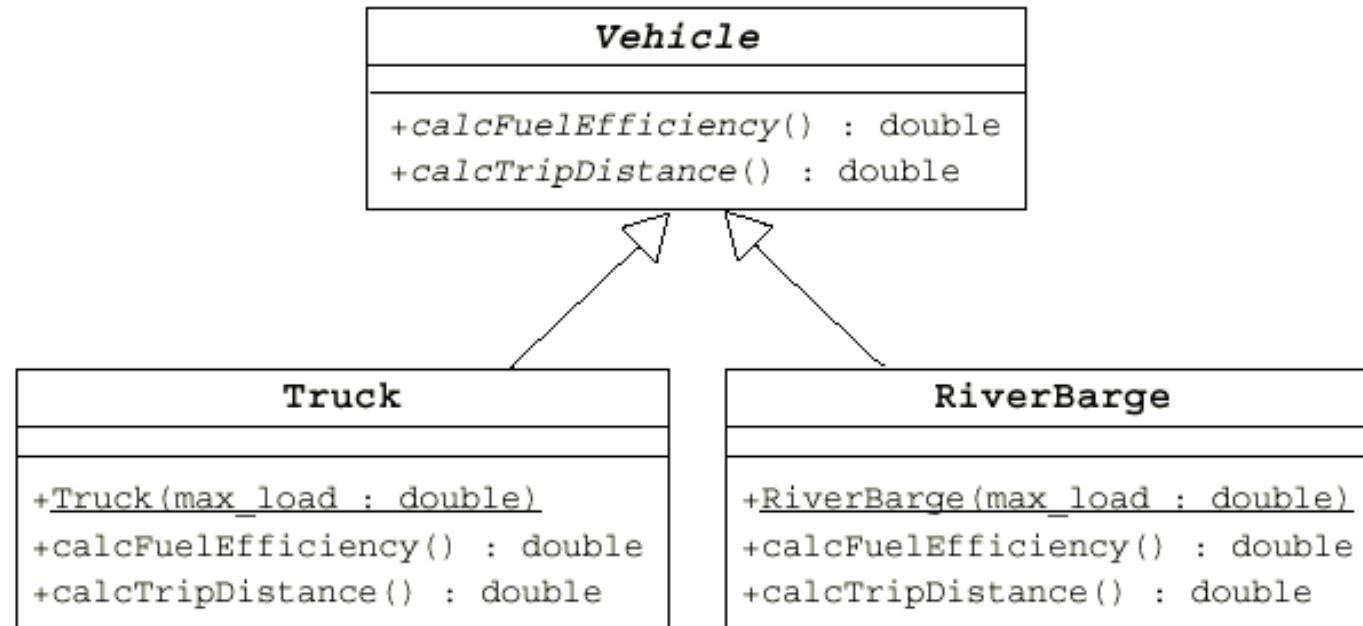 Vehicle
+calcFuelEfficiency() : double
+calcTripDistance() : double
Truck
+Truck(max_load : double)
+calcFuelEfficiency() : double
+calcTripDistance() : double
RiverBarge
+RiverBarge(max_load : double)
+calcFuelEfficiency() : double
+calcTripDistance() : double